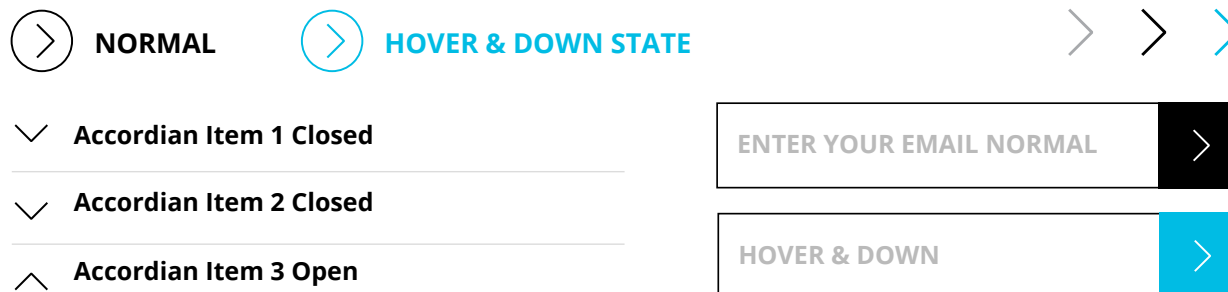 NORMAL
HOVER & DOWN STATE
Accordian Item 1 Closed
Accordian Item 2 Closed
Accordian Item 3 Open
ENTER YOUR EMAIL NORMAL
HOVER & DOWN